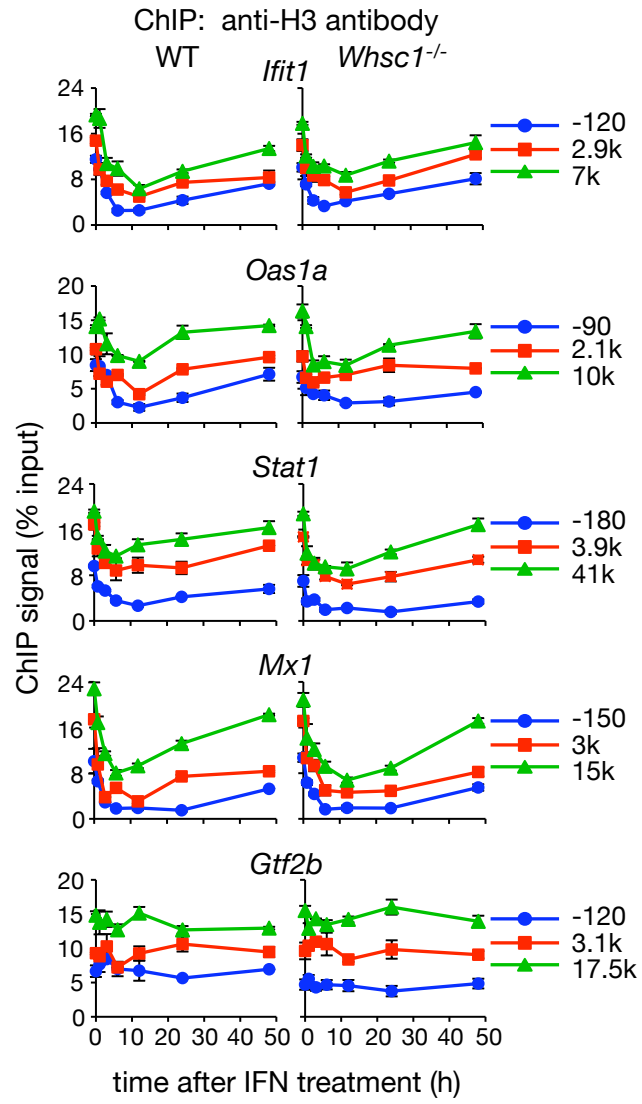 ChIP: anti-H3 antibody
WT Whsc1-/-
Ifit1
24
16
8
0
-120
2.9k
7k
Oas1a
20
15
10
5
0
-90
2.1k
10k
Stat1
24
16
8
0
-180
3.9k
41k
ChIP signal (% input)
Mx1
24
16
8
0
-150
3k
15k
Gtf2b
20
15
10
5
0
-120
3.1k
17.5k
0 10 20 30 40 50 0 10 20 30 40 50
time after IFN treatment (h)